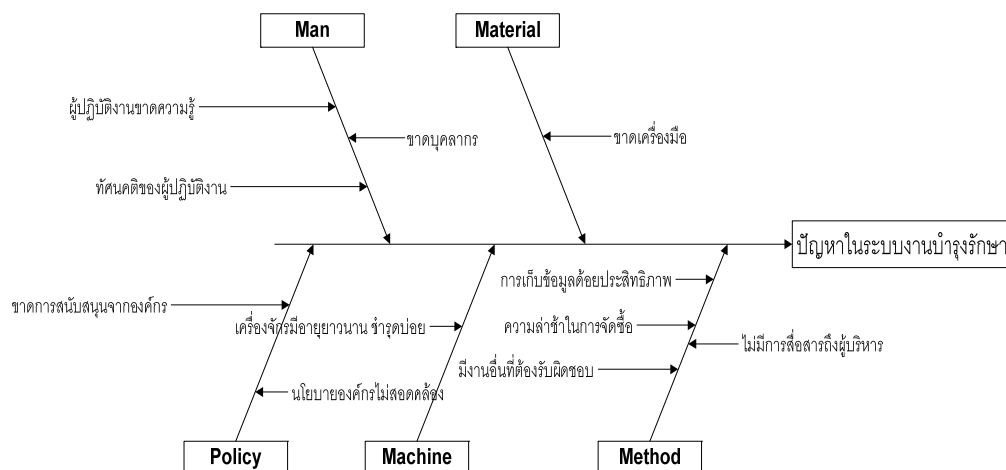 Man
Material
ผู้ปฏิบัติงานขาดความรู้
ขาดบุคลากร
ขาดเครื่องมือ
ทัศนคติของผู้ปฏิบัติงาน
ปัญหาในระบบงานบำรุงรักษา
การเก็บข้อมูลด้อยประสิทธิภาพ
ขาดการสนับสนุนจากองค์กร
เครื่องจักรมีอายุยาวนาน ชำรุดบ่อย
ความล่าช้าในการจัดซื้อ
ไม่มีการสื่อสารถึงผู้บริหาร
มีงานอื่นที่ต้องรับผิดชอบ
นโยบายองค์กรไม่สอดคล้อง
Policy
Machine
Method